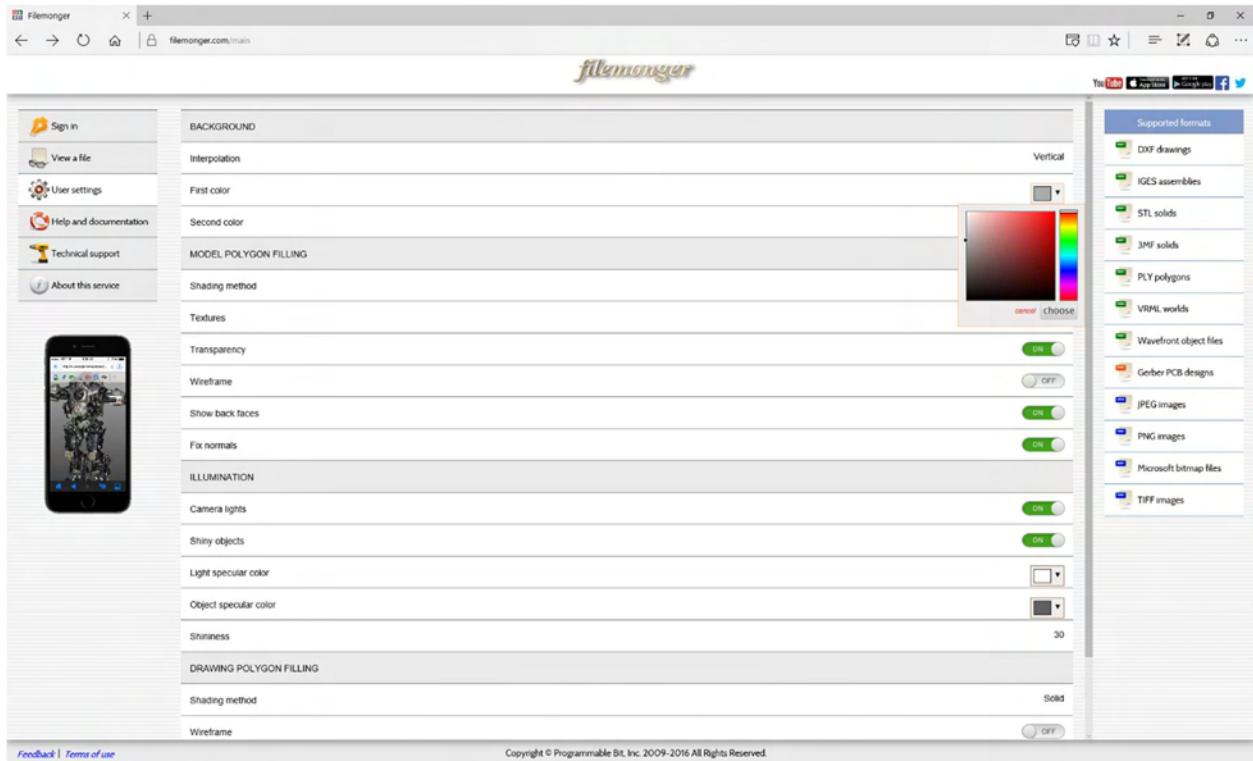 Filemonger
filemonger.com/main
filemonger
YouTube
App Store
Google play
Sign in
View a file
User settings
Help and documentation
Technical support
About this service
BACKGROUND
Interpolation Vertical
First color
Second color
MODEL POLYGON FILLING
Shading method
Textures
cancel choose
Transparency ON
Wireframe OFF
Show back faces ON
Fix normals ON
ILLUMINATION
Camera lights ON
Shiny objects ON
Light specular color
Object specular color
Shininess 30
DRAWING POLYGON FILLING
Shading method Solid
Wireframe OFF
Supported formats
DXF drawings
IGES assemblies
STL solids
3MF solids
PLY polygons
VRML worlds
Wavefront object files
Gerber PCB designs
JPEG images
PNG images
Microsoft bitmap files
TIFF images
Feedback | Terms of use
Copyright © Programmable Bit, Inc. 2009-2016 All Rights Reserved.